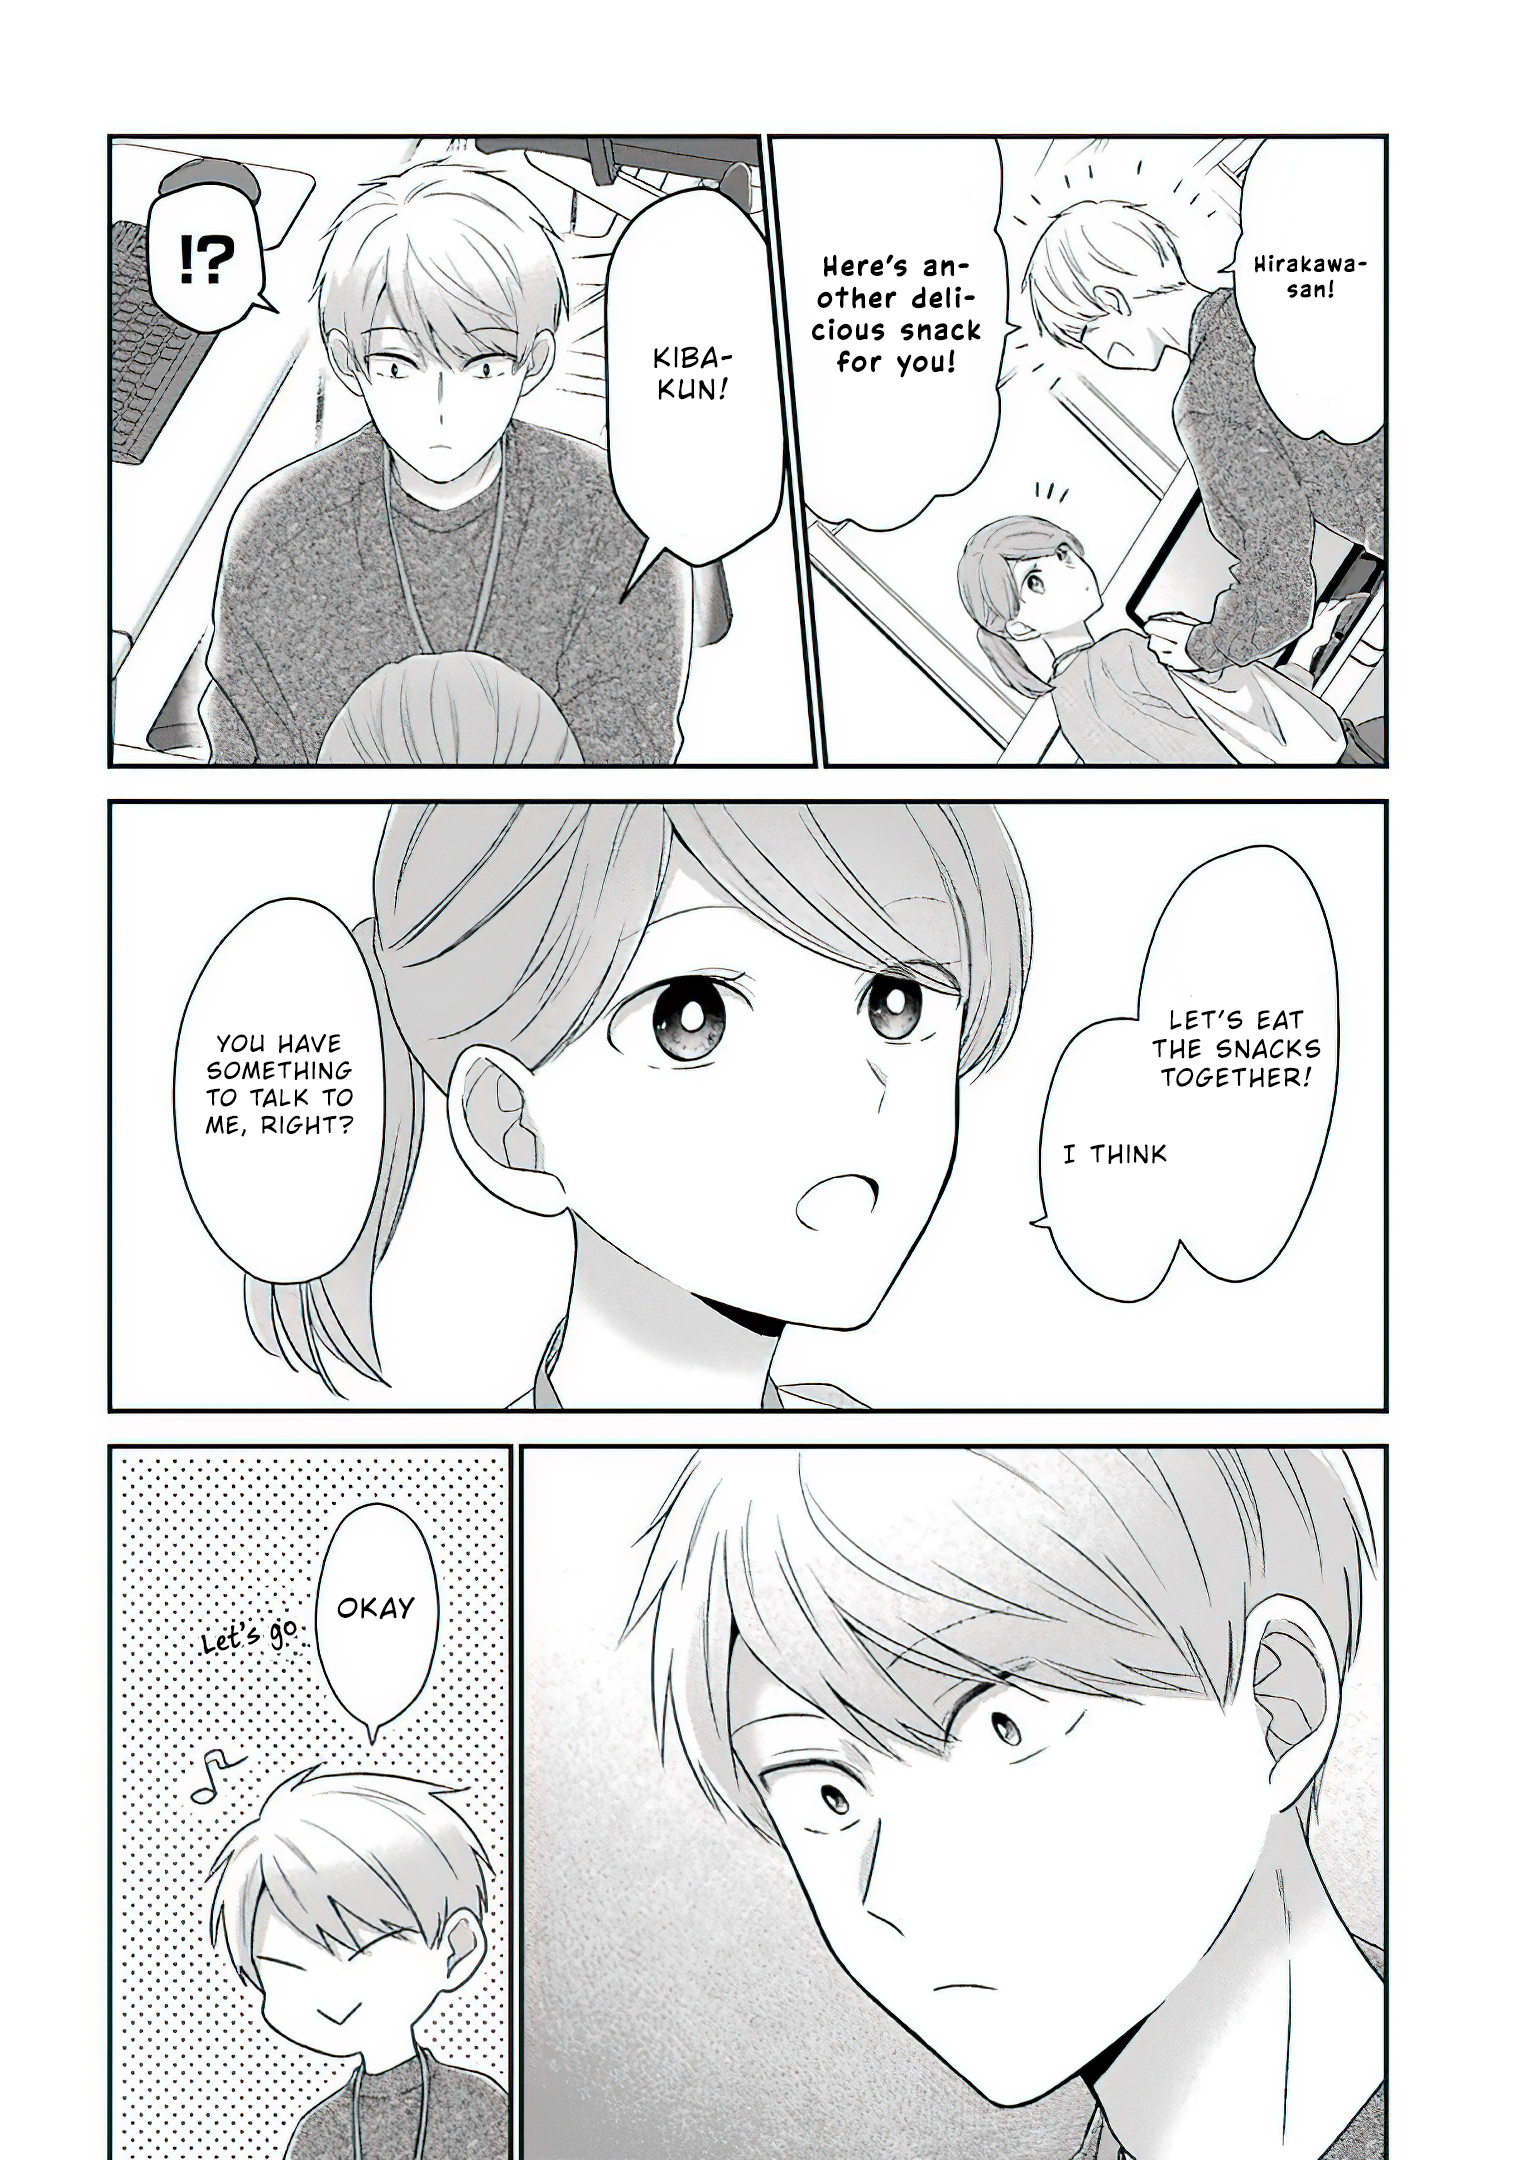 Hirakawa-
san!
Here's an-
other deli-
cious snack
for you!
KIBA-
KUN!
!?
LET'S EAT
THE SNACKS
TOGETHER!
I THINK
YOU HAVE
SOMETHING
TO TALK TO
ME, RIGHT?
OKAY
Let's go